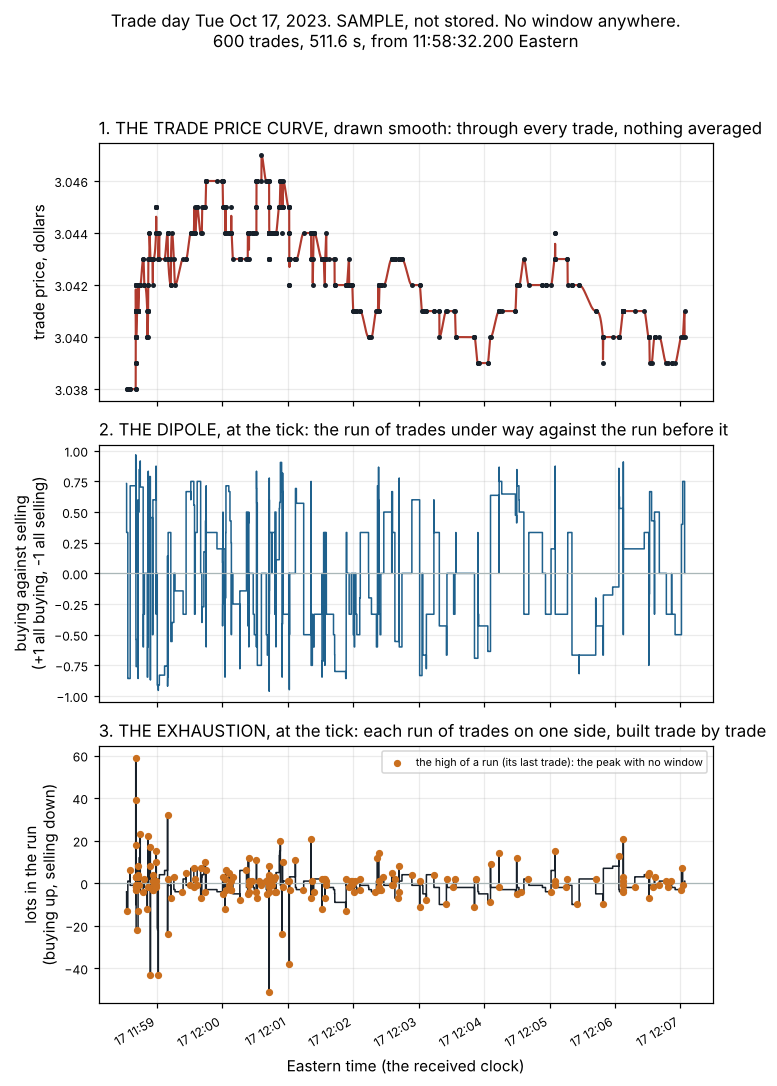 Trade day Tue Oct 17, 2023. SAMPLE, not stored. No window anywhere.
600 trades, 511.6 s, from 11:58:32.200 Eastern
1. THE TRADE PRICE CURVE, drawn smooth: through every trade, nothing averaged
trade price, dollars
3.046
3.044
3.042
3.040
3.038
2. THE DIPOLE, at the tick: the run of trades under way against the run before it
buying against selling
(+1 all buying, -1 all selling)
1.00
0.75
0.50
0.25
0.00
−0.25
−0.50
−0.75
−1.00
3. THE EXHAUSTION, at the tick: each run of trades on one side, built trade by trade
the high of a run (its last trade): the peak with no window
lots in the run
(buying up, selling down)
60
40
20
0
−20
−40
17 11:59
17 12:00
17 12:01
17 12:02
17 12:03
17 12:04
17 12:05
17 12:06
17 12:07
Eastern time (the received clock)